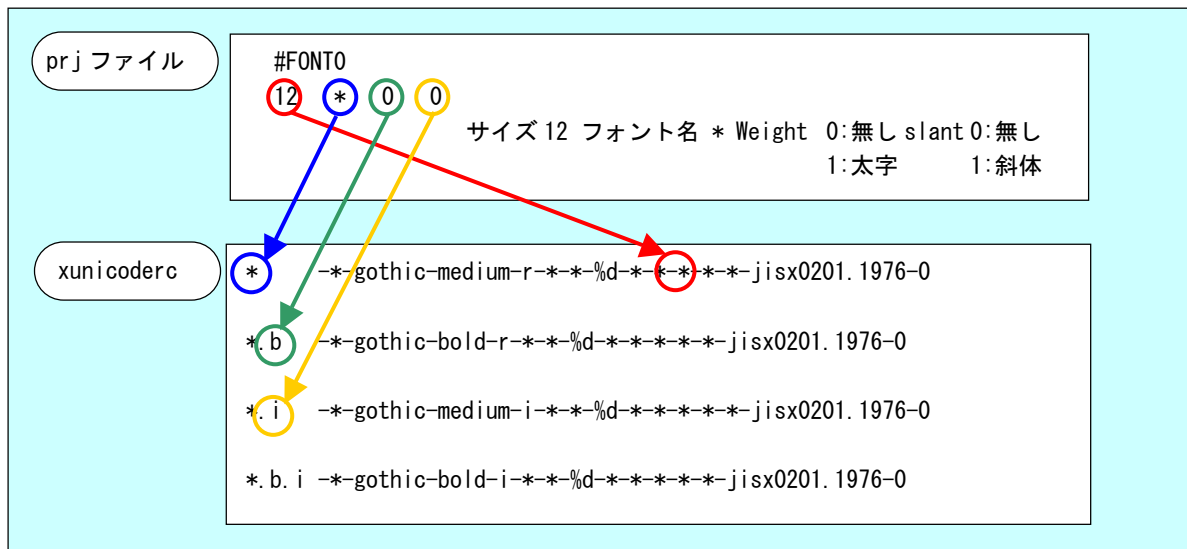 prj ファイル
#FONT0
12 * 0 0
サイズ 12 フォント名 * Weight 0:無し slant 0:無し
1:太字 1:斜体
xunicoderc
* -*-gothic-medium-r-*-*-%d-*-*-*-*-*-jisx0201.1976-0
*.b -*-gothic-bold-r-*-*-%d-*-*-*-*-*-jisx0201.1976-0
*.i -*-gothic-medium-i-*-*-%d-*-*-*-*-*-jisx0201.1976-0
*.b.i -*-gothic-bold-i-*-*-%d-*-*-*-*-*-jisx0201.1976-0